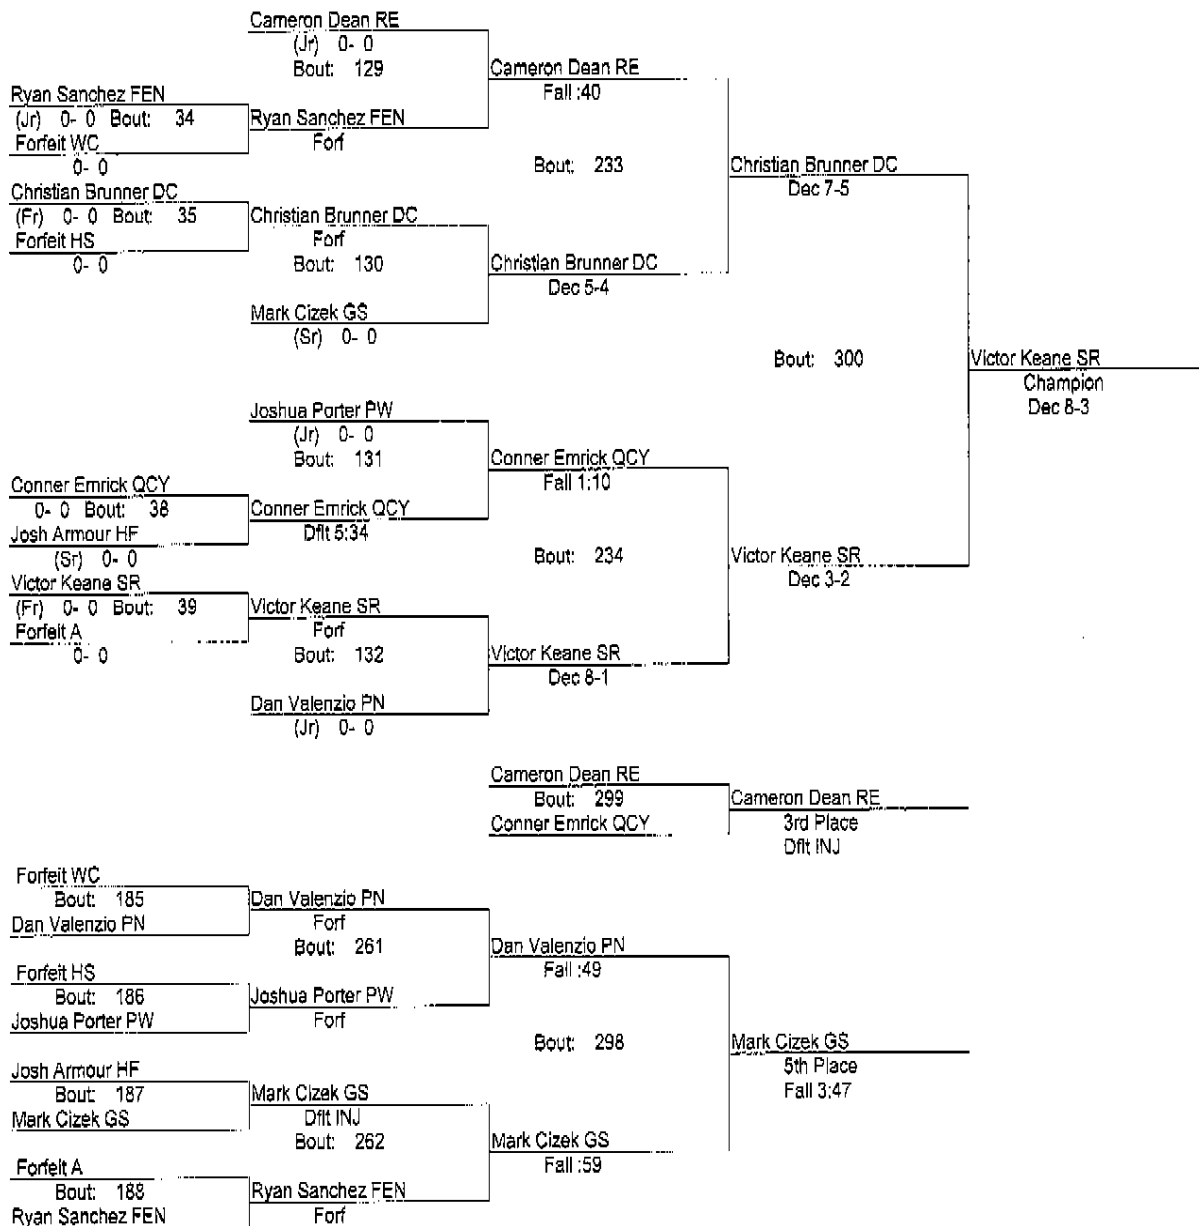 Cameron Dean RE
(Jr) 0- 0
Bout: 129
Cameron Dean RE
Fall :40
Ryan Sanchez FEN
(Jr) 0- 0 Bout: 34
Ryan Sanchez FEN
Forf
Forfeit WC
0- 0
Bout: 233
Christian Brunner DC
Dec 7-5
Christian Brunner DC
(Fr) 0- 0 Bout: 35
Christian Brunner DC
Forf
Forfeit HS
0- 0
Bout: 130
Christian Brunner DC
Dec 5-4
Mark Cizek GS
(Sr) 0- 0
Bout: 300
Victor Keane SR
Champion
Dec 8-3
Joshua Porter PW
(Jr) 0- 0
Bout: 131
Conner Emrick QCY
Fall 1:10
Conner Emrick QCY
0- 0 Bout: 38
Conner Emrick QCY
Dflt 5:34
Josh Armour HF
(Sr) 0- 0
Bout: 234
Victor Keane SR
Dec 3-2
Victor Keane SR
(Fr) 0- 0 Bout: 39
Victor Keane SR
Forf
Forfeit A
0- 0
Bout: 132
Victor Keane SR
Dec 8-1
Dan Valenzio PN
(Jr) 0- 0
Cameron Dean RE
Bout: 299
Cameron Dean RE
3rd Place
Dflt INJ
Conner Emrick QCY
Forfeit WC
Bout: 185
Dan Valenzio PN
Forf
Dan Valenzio PN
Bout: 261
Dan Valenzio PN
Fall :49
Forfeit HS
Bout: 186
Joshua Porter PW
Forf
Joshua Porter PW
Bout: 298
Mark Cizek GS
5th Place
Fall 3:47
Josh Armour HF
Bout: 187
Mark Cizek GS
Dflt INJ
Mark Cizek GS
Bout: 262
Mark Cizek GS
Fall :59
Forfeit A
Bout: 188
Ryan Sanchez FEN
Forf
Ryan Sanchez FEN